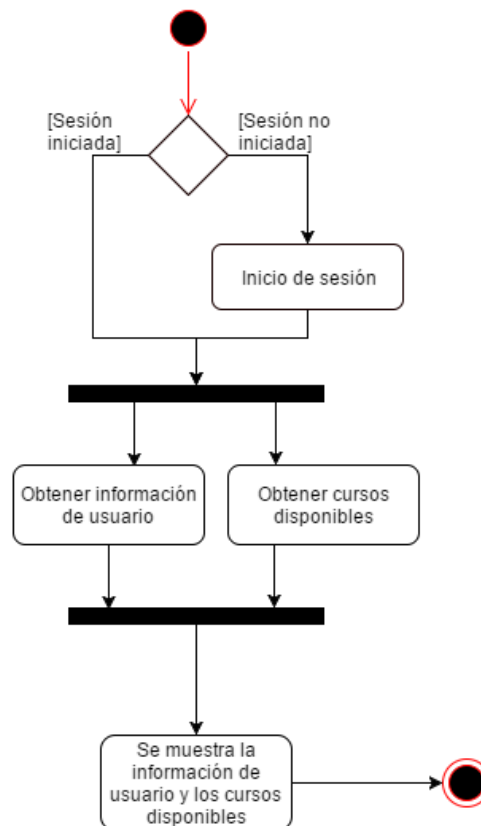 [Sesión
iniciada]
[Sesión no
iniciada]
Inicio de sesión
Obtener información
de usuario
Obtener cursos
disponibles
Se muestra la
información de
usuario y los cursos
disponibles